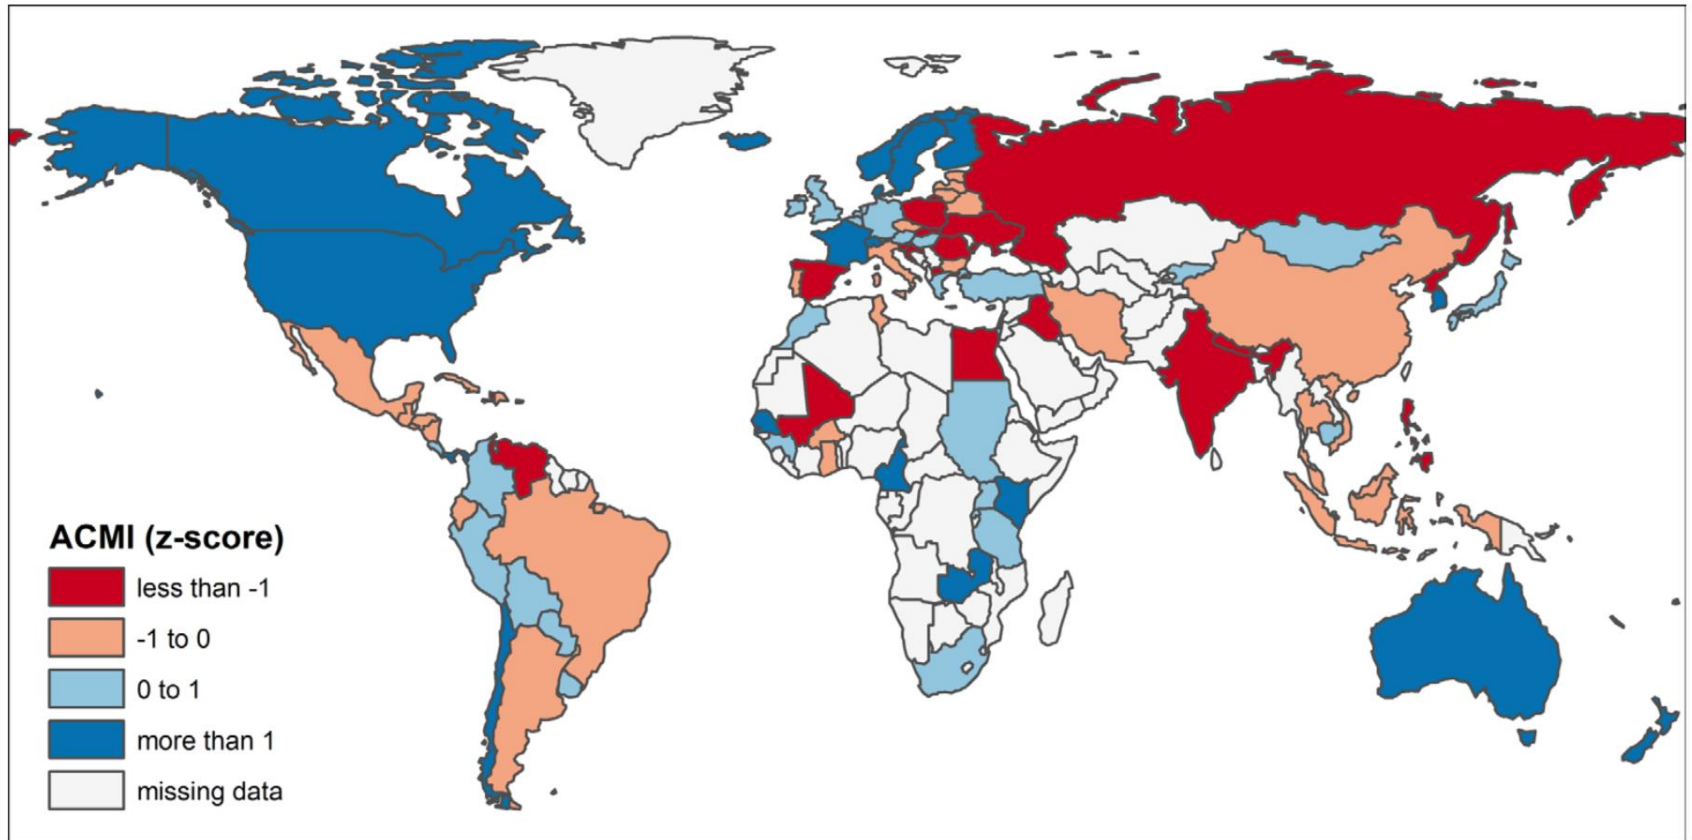 ACMI (z-score)
less than -1
-1 to 0
0 to 1
more than 1
missing data